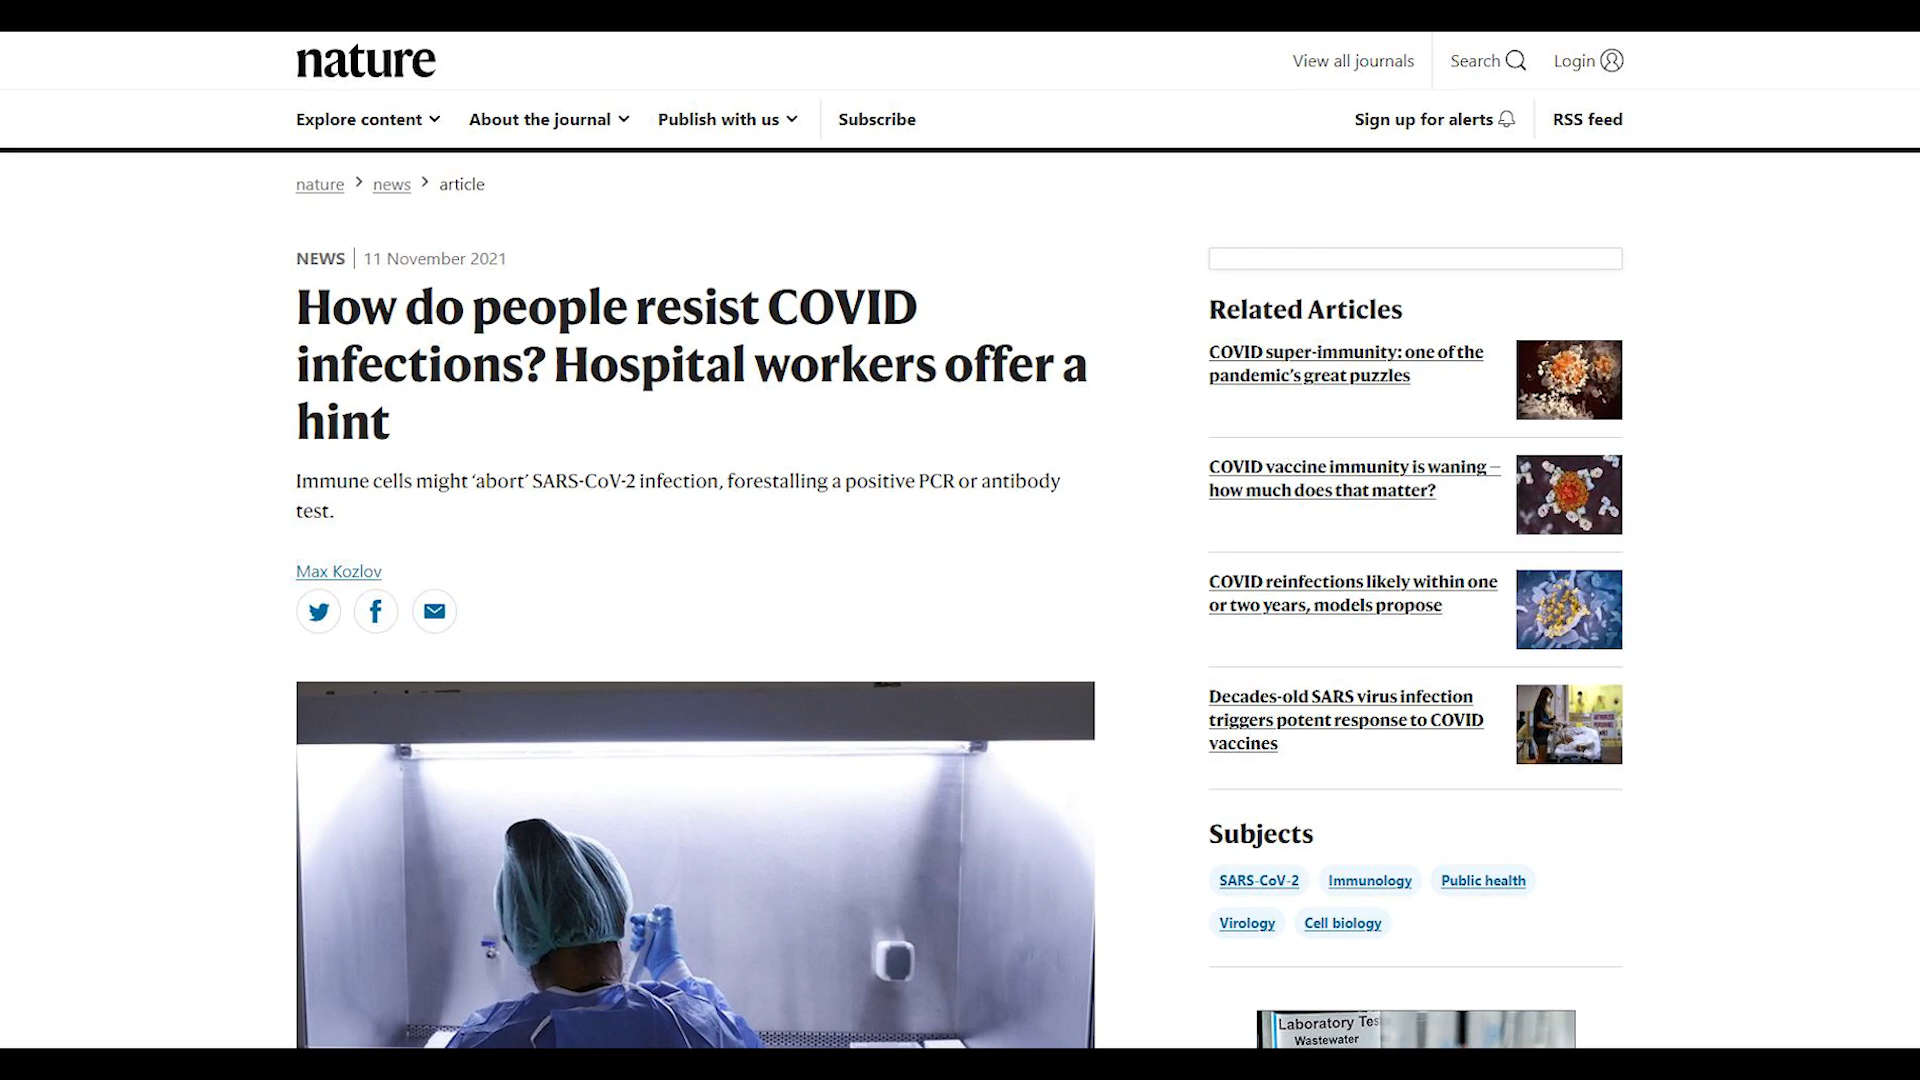 nature
View all journals
Search
Login
Explore content
About the journal
Publish with us
Subscribe
Sign up for alerts
RSS feed
nature > news > article
NEWS | 11 November 2021
How do people resist COVID
infections? Hospital workers offer a
hint
Immune cells might ‘abort’ SARS-CoV-2 infection, forestalling a positive PCR or antibody
test.
Max Kozlov
Related Articles
COVID super-immunity: one of the
pandemic’s great puzzles
COVID vaccine immunity is waning —
how much does that matter?
COVID reinfections likely within one
or two years, models propose
Decades-old SARS virus infection
triggers potent response to COVID
vaccines
Subjects
SARS-CoV-2
Immunology
Public health
Virology
Cell biology
Laboratory Tes
Wastewater